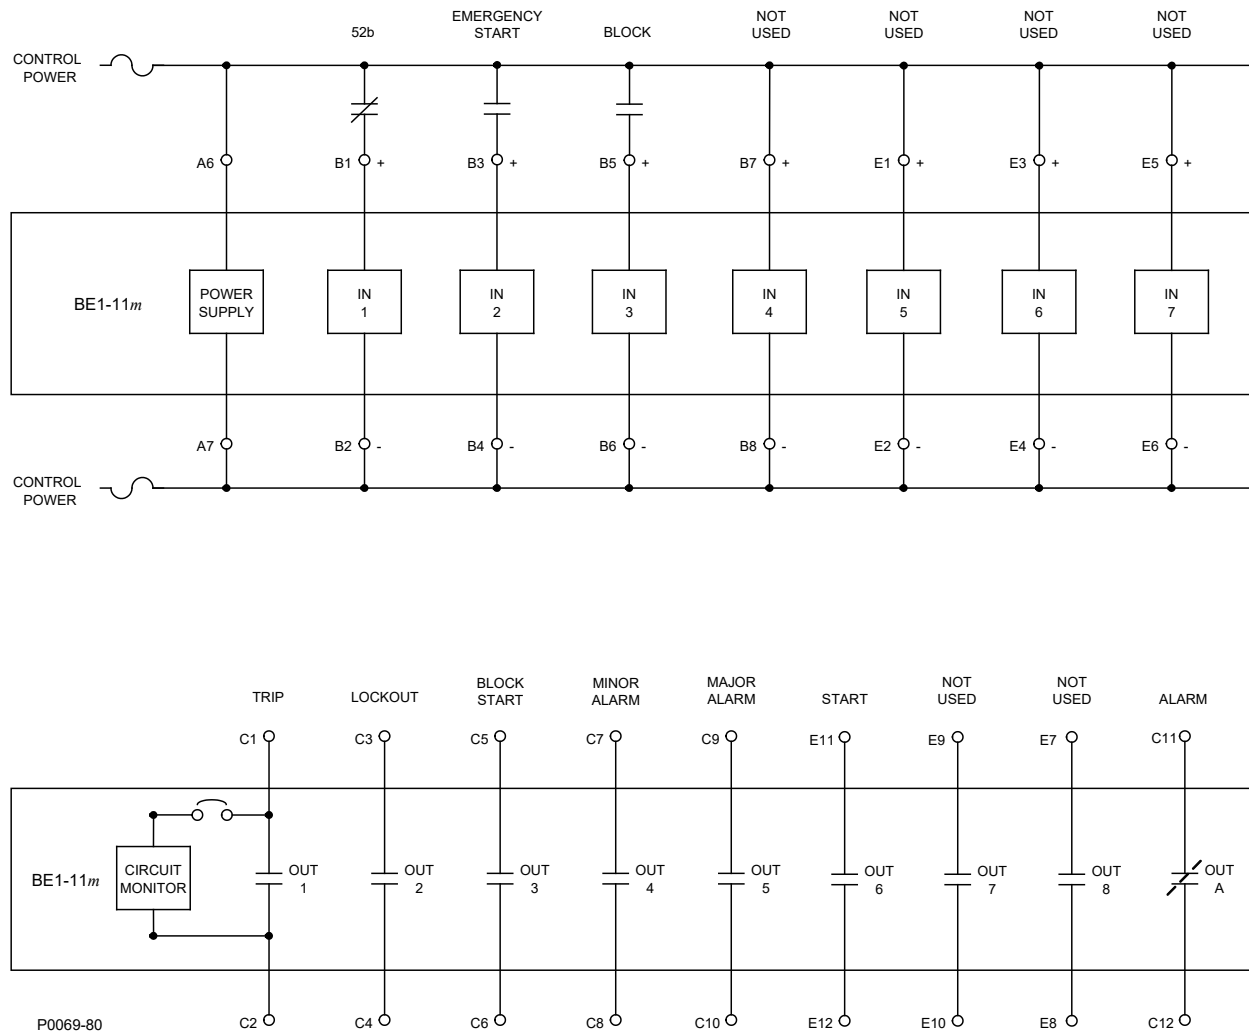 52b
EMERGENCY
START
BLOCK
NOT
USED
NOT
USED
NOT
USED
NOT
USED
CONTROL
POWER
A6
B1 +
B3 +
B5 +
B7 +
E1 +
E3 +
E5 +
BE1-11m
POWER
SUPPLY
IN
1
IN
2
IN
3
IN
4
IN
5
IN
6
IN
7
A7
B2 -
B4 -
B6 -
B8 -
E2 -
E4 -
E6 -
CONTROL
POWER
TRIP
LOCKOUT
BLOCK
START
MINOR
ALARM
MAJOR
ALARM
START
NOT
USED
NOT
USED
ALARM
C1
C3
C5
C7
C9
E11
E9
E7
C11
BE1-11m
CIRCUIT
MONITOR
OUT
1
OUT
2
OUT
3
OUT
4
OUT
5
OUT
6
OUT
7
OUT
8
OUT
A
P0069-80
C2
C4
C6
C8
C10
E12
E10
E8
C12